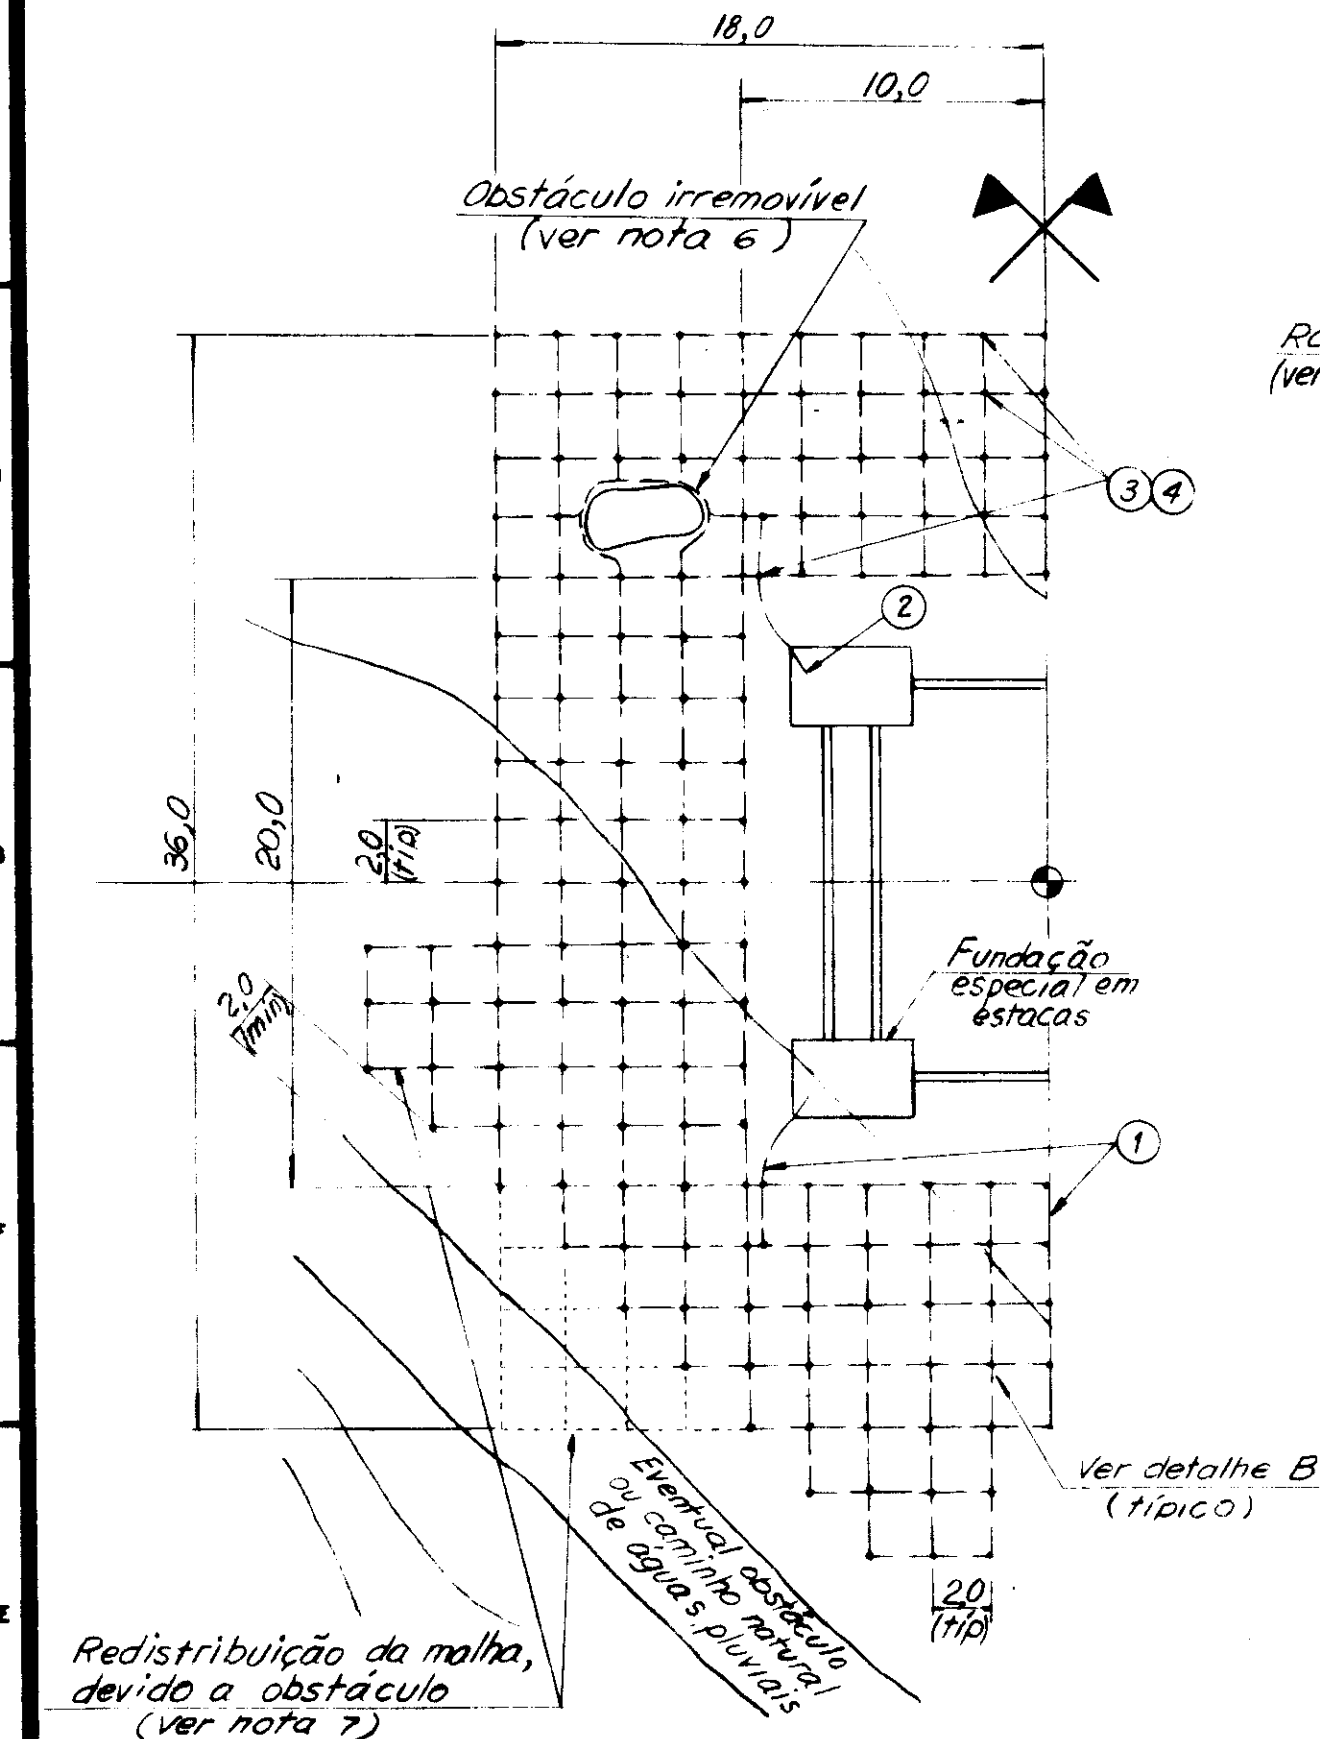 18,0
10,0
Obstáculo irremovível
(ver nota 6)
(ver
3 4
2
36,0
20,0
2,0
(tip)
2,0
(min)
Fundação
especial em
estacas
1
Ver detalhe B
(típico)
Eventual obstáculo
ou caminho natural
de águas pluviais
2,0
(tip)
Redistribuição da malha,
devido a obstáculo
(ver nota 7)